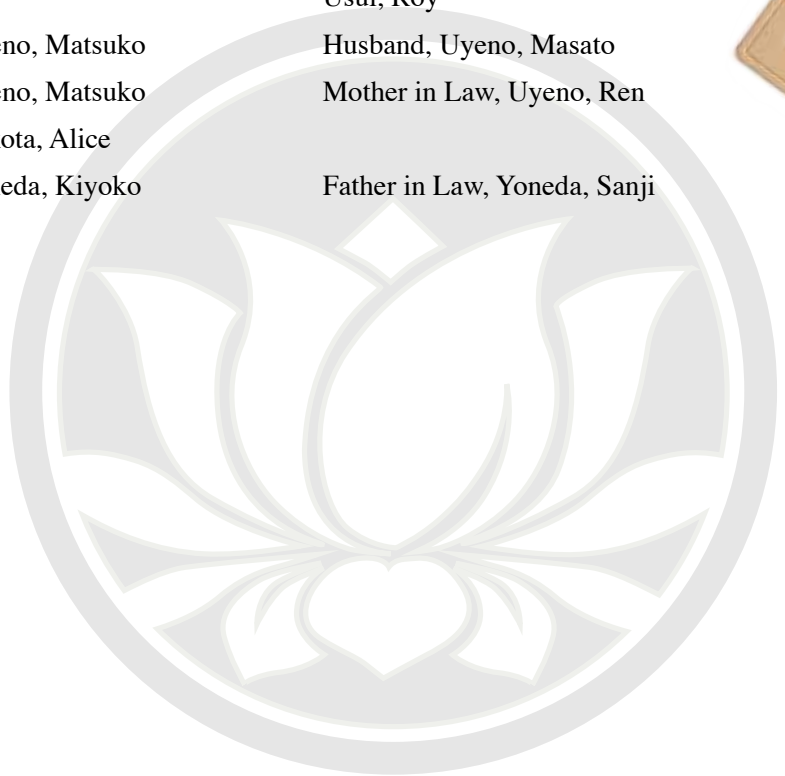 Usui, Roy
eno, Matsuko Husband, Uyeno, Masato
eno, Matsuko Mother in Law, Uyeno, Ren
ota, Alice
eda, Kiyoko Father in Law, Yoneda, Sanji